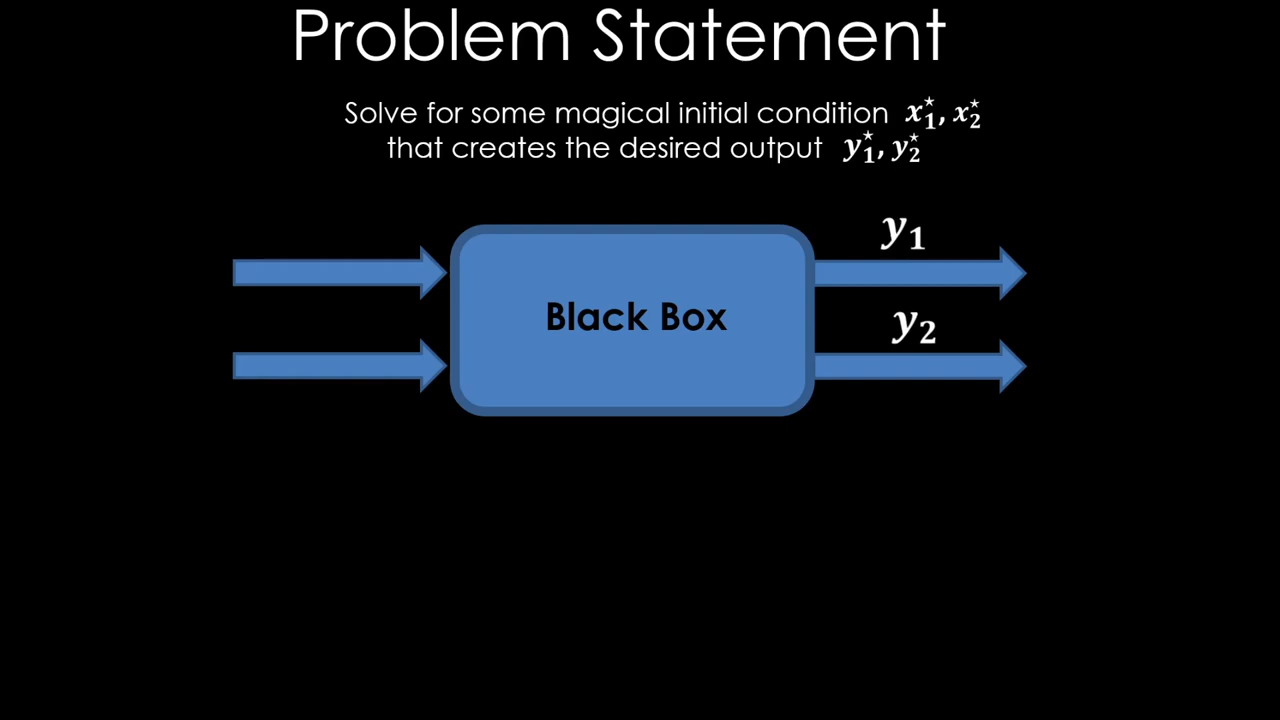 Problem Statement
Solve for some magical initial condition x₁*, x₂*
that creates the desired output y₁*, y₂*
y₁
Black Box
y₂